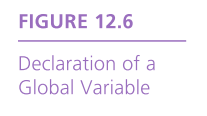 FIGURE 12.6
Declaration of a
Global Variable